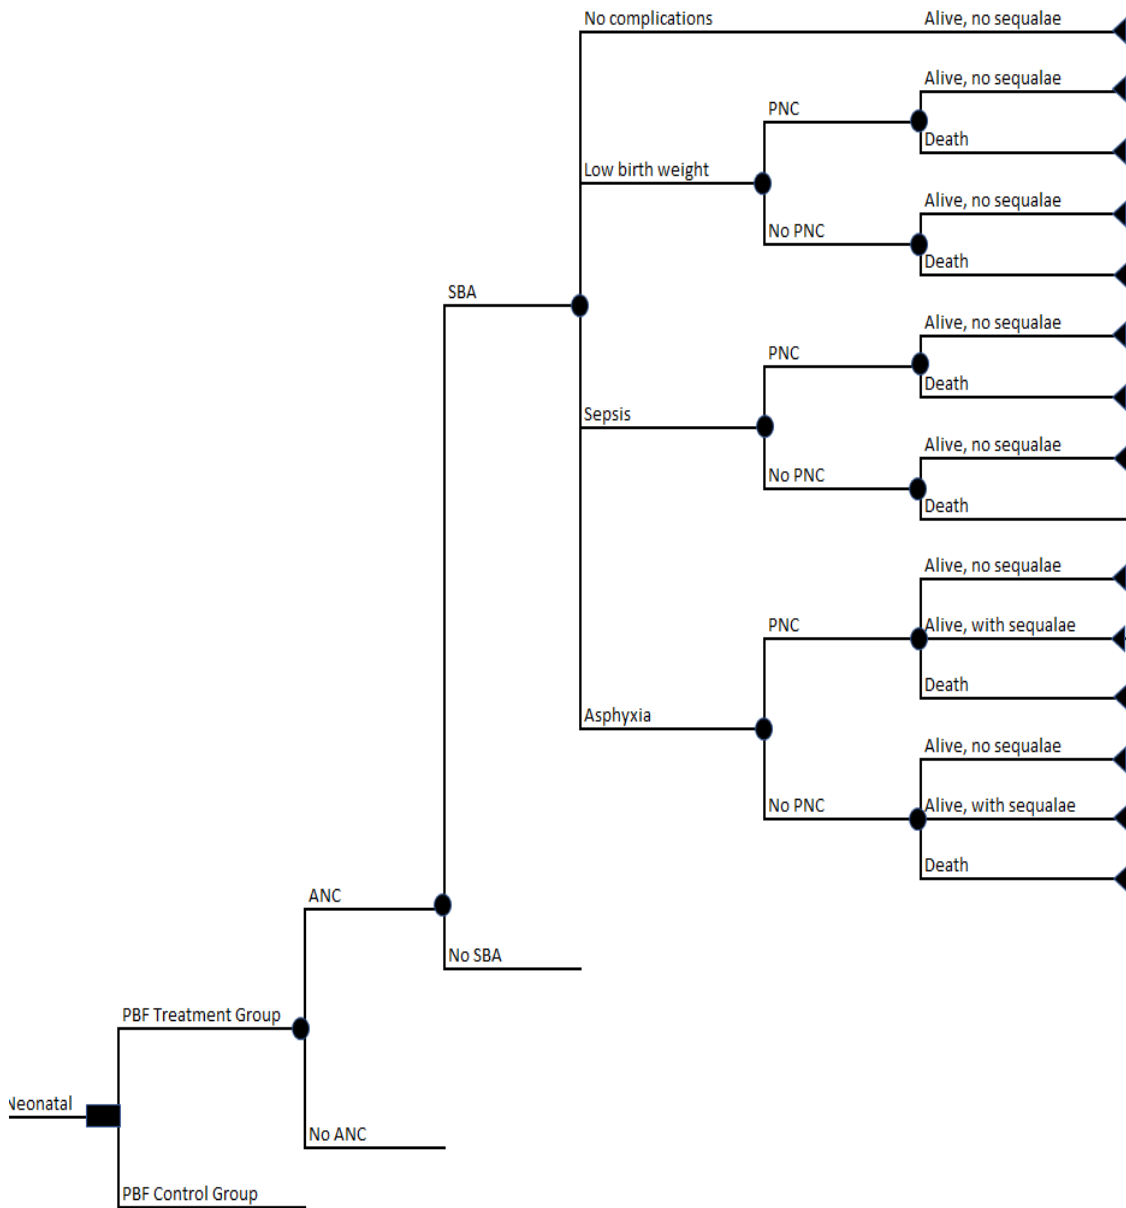 No complications
Alive, no sequalae
Alive, no sequalae
PNC
Death
Low birth weight
Alive, no sequalae
No PNC
Death
SBA
Alive, no sequalae
PNC
Death
Sepsis
Alive, no sequalae
No PNC
Death
Alive, no sequalae
PNC
Alive, with sequalae
Death
Asphyxia
Alive, no sequalae
No PNC
Alive, with sequalae
Death
ANC
No SBA
PBF Treatment Group
Neonatal
No ANC
PBF Control Group